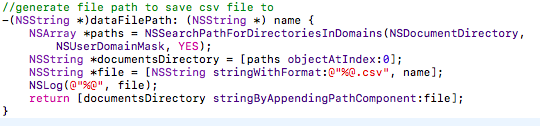 //generate file path to save csv file to
-(NSString *)dataFilePath: (NSString *) name {
NSArray *paths = NSSearchPathForDirectoriesInDomains(NSDocumentDirectory,
NSUserDomainMask, YES);
NSString *documentsDirectory = [paths objectAtIndex:0];
NSString *file = [NSString stringWithFormat:@"%@.csv", name];
NSLog(@"%@", file);
return [documentsDirectory stringByAppendingPathComponent:file];
}